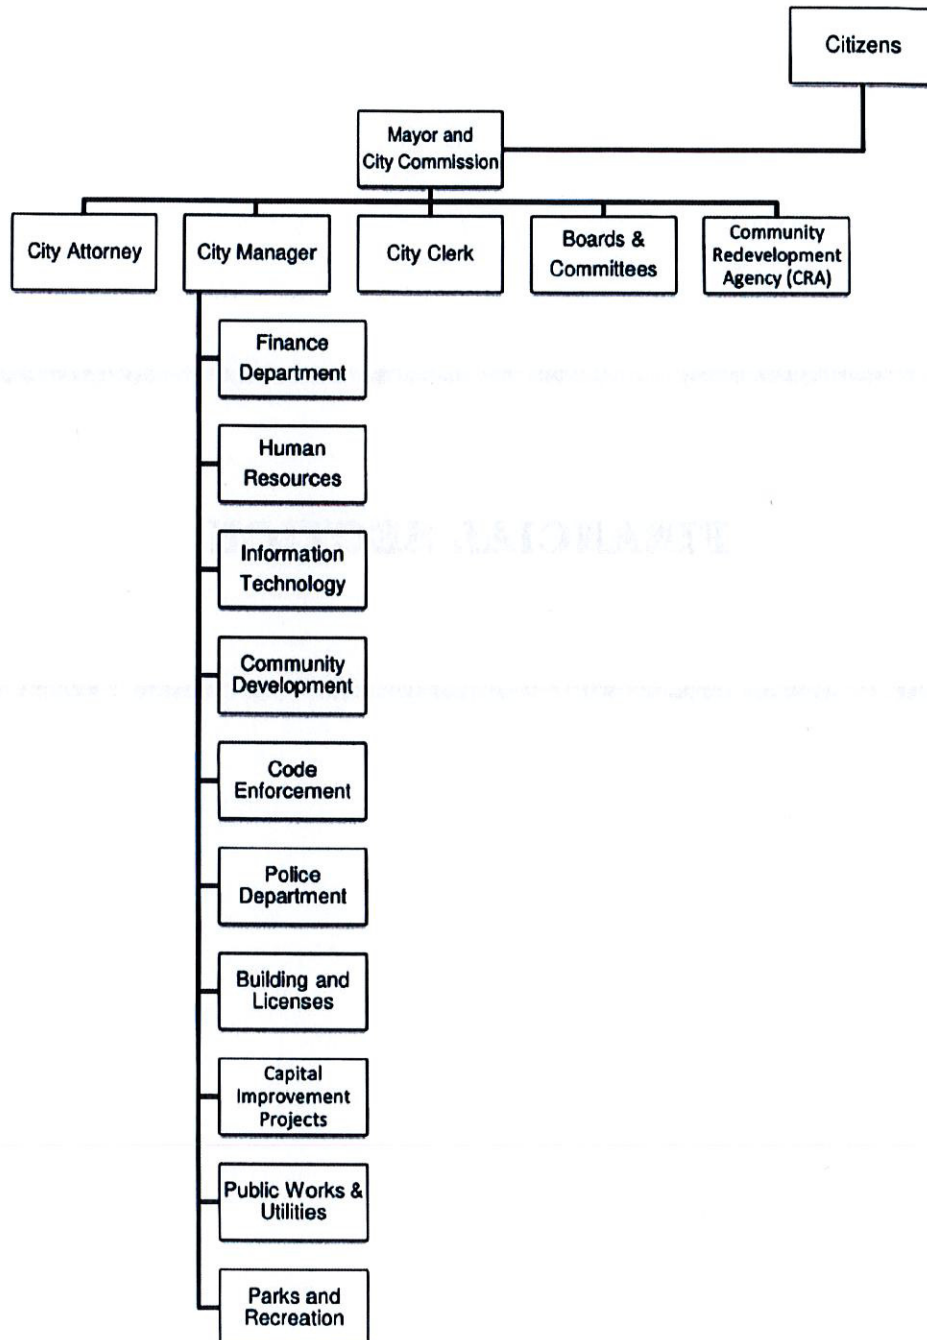 Citizens
Mayor and
City Commission
City Attorney
City Manager
City Clerk
Boards &
Committees
Community
Redevelopment
Agency (CRA)
Finance
Department
Human
Resources
Information
Technology
Community
Development
Code
Enforcement
Police
Department
Building and
Licenses
Capital
Improvement
Projects
Public Works &
Utilities
Parks and
Recreation